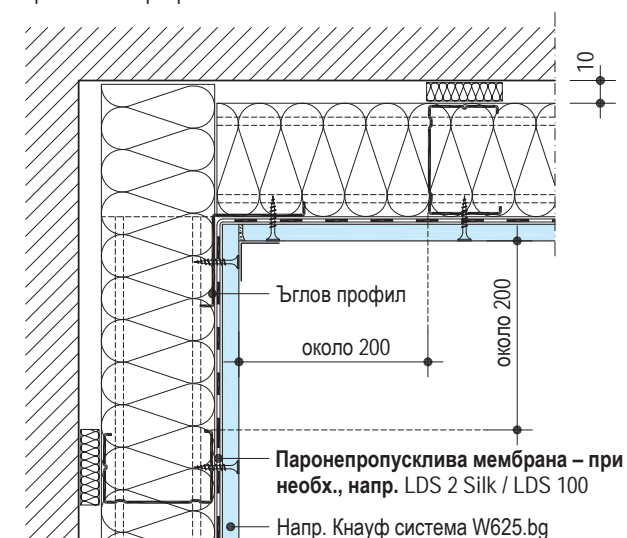 10
Ъглов профил
около 200
около 200
Паронепропусклива мембрана – при
необх., напр. LDS 2 Silk / LDS 100
Напр. Кнауф система W625.bg